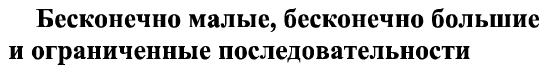 Бесконечно малые, бесконечно большие
и ограниченные последовательности